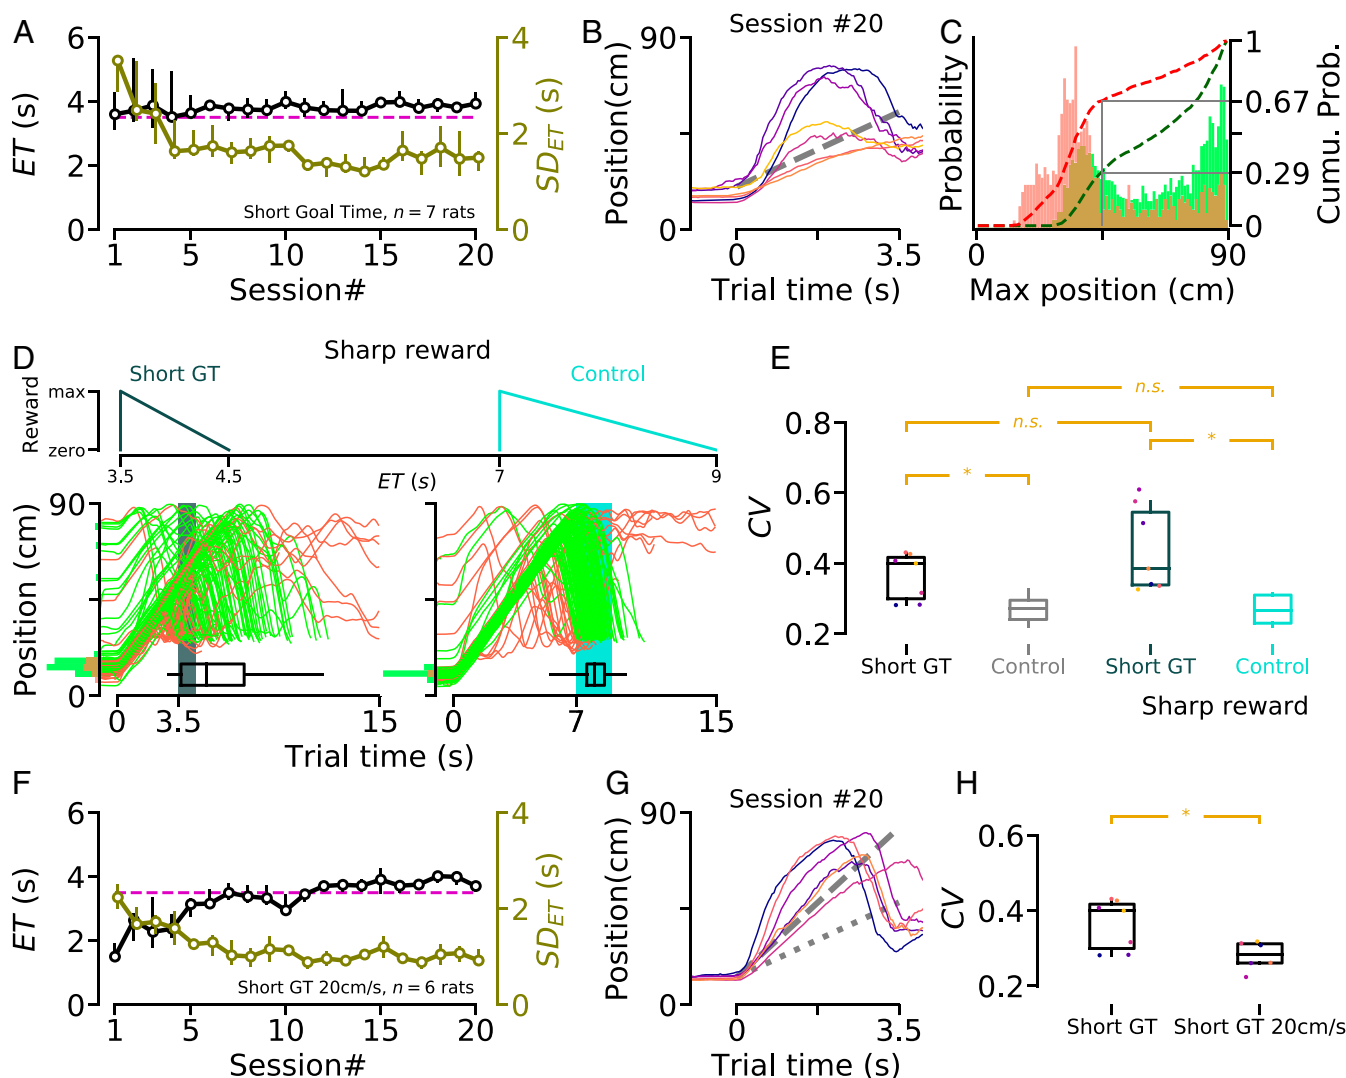 A
6
4
2
0
ET (s)
4
2
0
SD_ET (s)
Short Goal Time, n = 7 rats
1 5 10 15 20
Session#
B
Session #20
90
0
Position(cm)
0 3.5
Trial time (s)
C
Probability
1
0.67
0.29
0
Cumu. Prob.
0 90
Max position (cm)
D
Sharp reward
Short GT
Control
Reward
max
zero
3.5 4.5 ET (s) 7 9
90
0
Position (cm)
0 3.5 15
0 7 15
Trial time (s)
E
n.s.
n.s.
*
*
0.8
0.6
0.4
0.2
CV
Short GT Control Short GT Control
Sharp reward
F
6
4
2
0
ET (s)
4
2
0
SD_ET (s)
Short GT 20cm/s, n = 6 rats
1 5 10 15 20
Session#
G
Session #20
90
0
Position(cm)
0 3.5
Trial time (s)
H
*
0.6
0.4
0.2
CV
Short GT Short GT 20cm/s